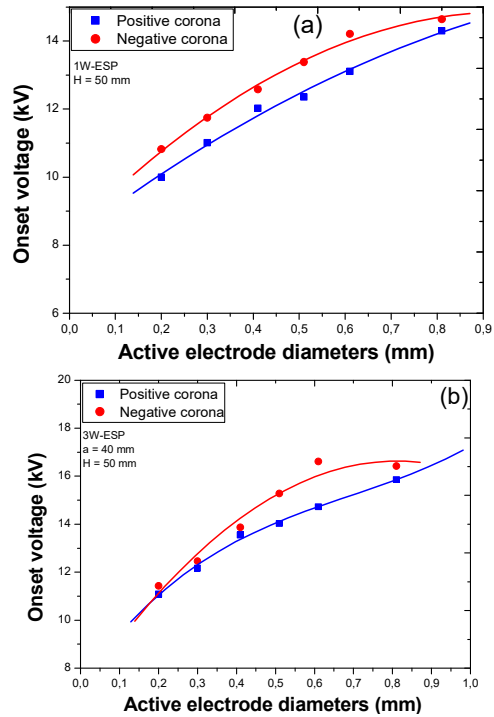 (a)
Positive corona
Negative corona
1W-ESP
H = 50 mm
Onset voltage (kV)
14
12
10
8
6
0,0 0,1 0,2 0,3 0,4 0,5 0,6 0,7 0,8 0,9
Active electrode diameters (mm)
(b)
Positive corona
Negative corona
3W-ESP
a = 40 mm
H = 50 mm
Onset voltage (kV)
20
18
16
14
12
10
8
0,0 0,1 0,2 0,3 0,4 0,5 0,6 0,7 0,8 0,9 1,0
Active electrode diameters (mm)